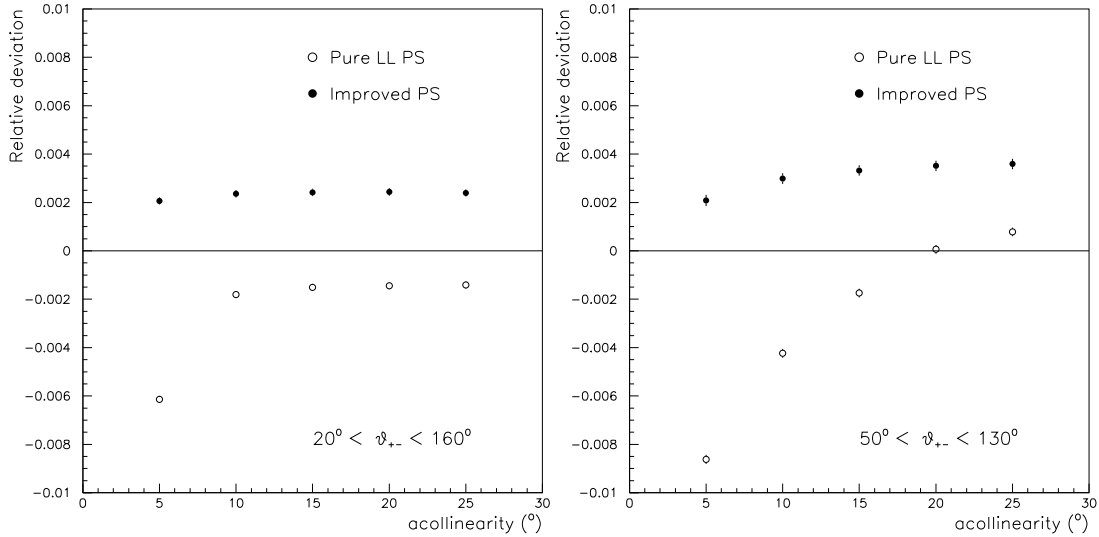 Relative deviation
0.01
0.008
0.006
0.004
0.002
0
−0.002
−0.004
−0.006
−0.008
−0.01
Pure LL PS
Improved PS
20° < ϑ+− < 160°
0 5 10 15 20 25 30
acollinearity (°)
Relative deviation
0.01
0.008
0.006
0.004
0.002
0
−0.002
−0.004
−0.006
−0.008
−0.01
Pure LL PS
Improved PS
50° < ϑ+− < 130°
0 5 10 15 20 25 30
acollinearity (°)